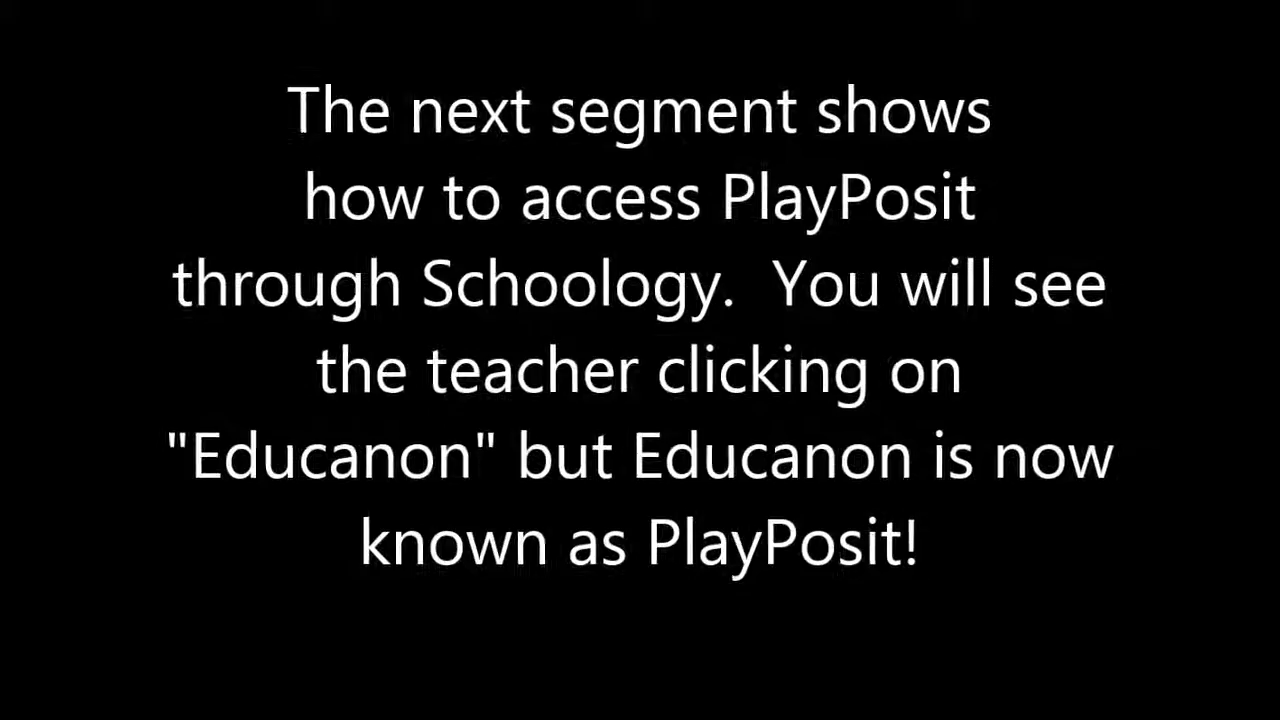 The next segment shows
how to access PlayPosit
through Schoology.  You will see
the teacher clicking on
"Educanon" but Educanon is now
known as PlayPosit!